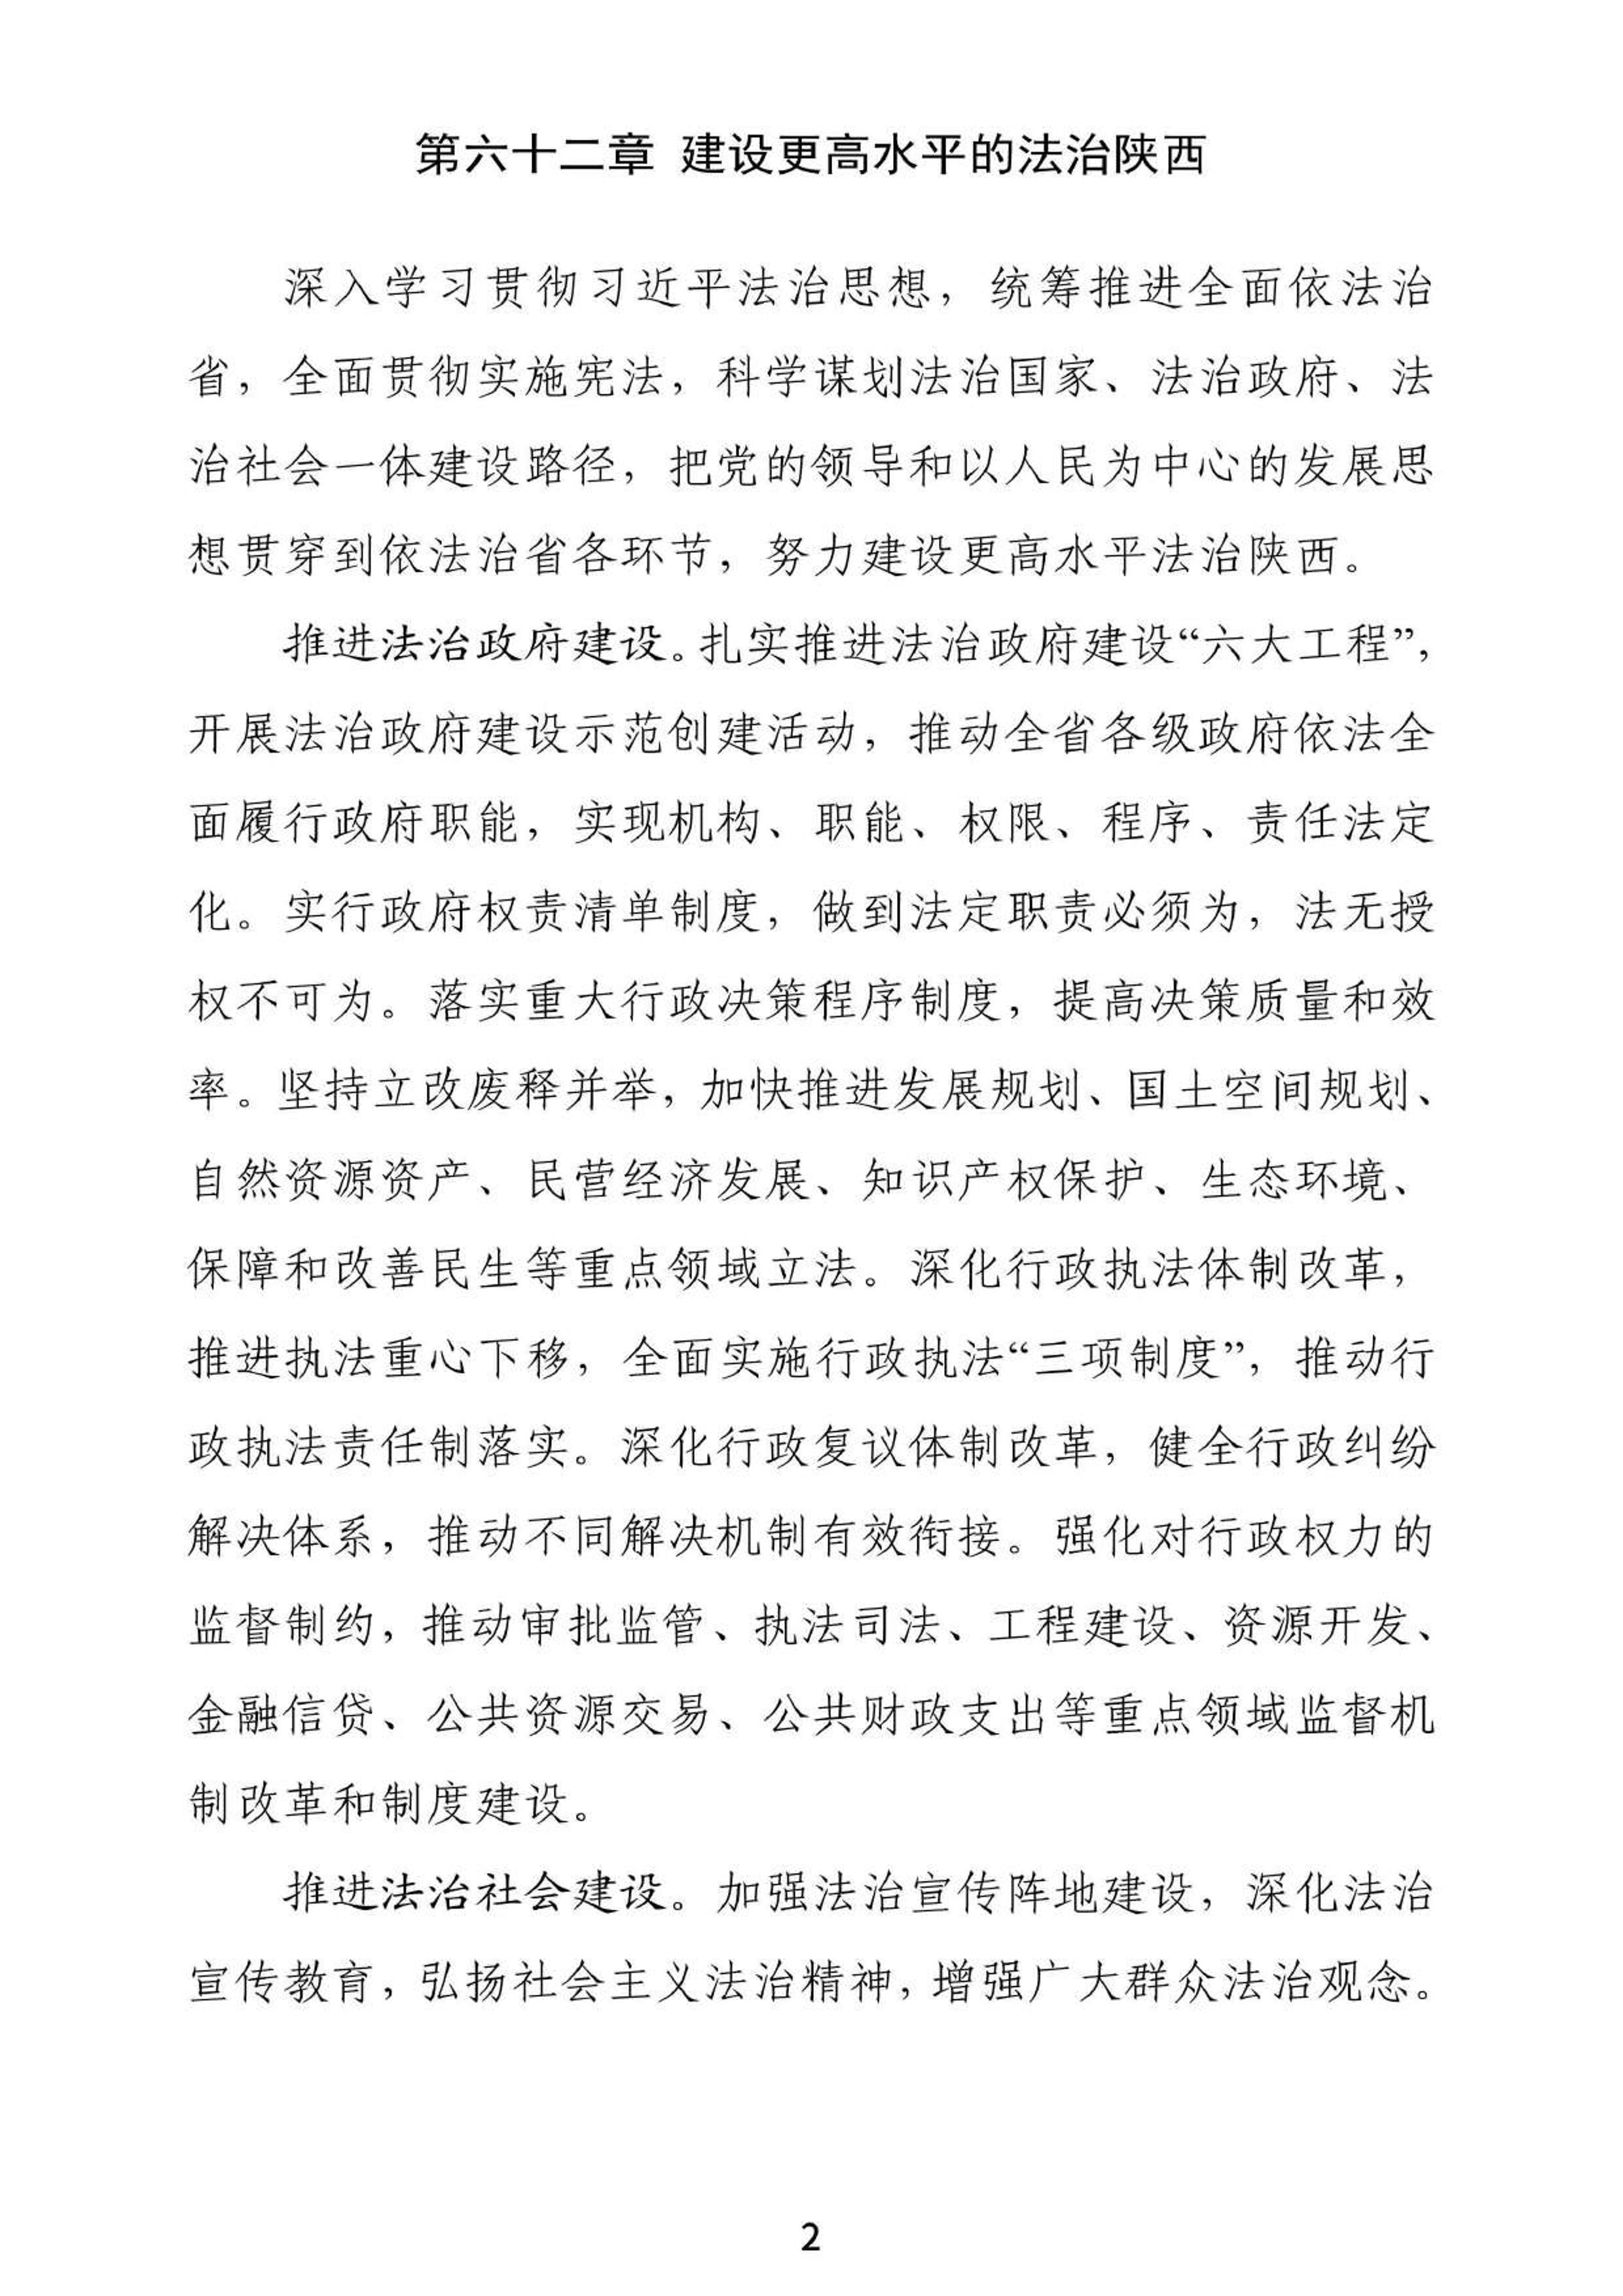 第六十二章 建设更高水平的法治陕西
深入学习贯彻习近平法治思想，统筹推进全面依法治
省，全面贯彻实施宪法，科学谋划法治国家、法治政府、法
治社会一体建设路径，把党的领导和以人民为中心的发展思
想贯穿到依法治省各环节，努力建设更高水平法治陕西。
推进法治政府建设。扎实推进法治政府建设“六大工程”，
开展法治政府建设示范创建活动，推动全省各级政府依法全
面履行政府职能，实现机构、职能、权限、程序、责任法定
化。实行政府权责清单制度，做到法定职责必须为，法无授
权不可为。落实重大行政决策程序制度，提高决策质量和效
率。坚持立改废释并举，加快推进发展规划、国土空间规划、
自然资源资产、民营经济发展、知识产权保护、生态环境、
保障和改善民生等重点领域立法。深化行政执法体制改革，
推进执法重心下移，全面实施行政执法“三项制度”，推动行
政执法责任制落实。深化行政复议体制改革，健全行政纠纷
解决体系，推动不同解决机制有效衔接。强化对行政权力的
监督制约，推动审批监管、执法司法、工程建设、资源开发、
金融信贷、公共资源交易、公共财政支出等重点领域监督机
制改革和制度建设。
推进法治社会建设。加强法治宣传阵地建设，深化法治
宣传教育，弘扬社会主义法治精神，增强广大群众法治观念。
2